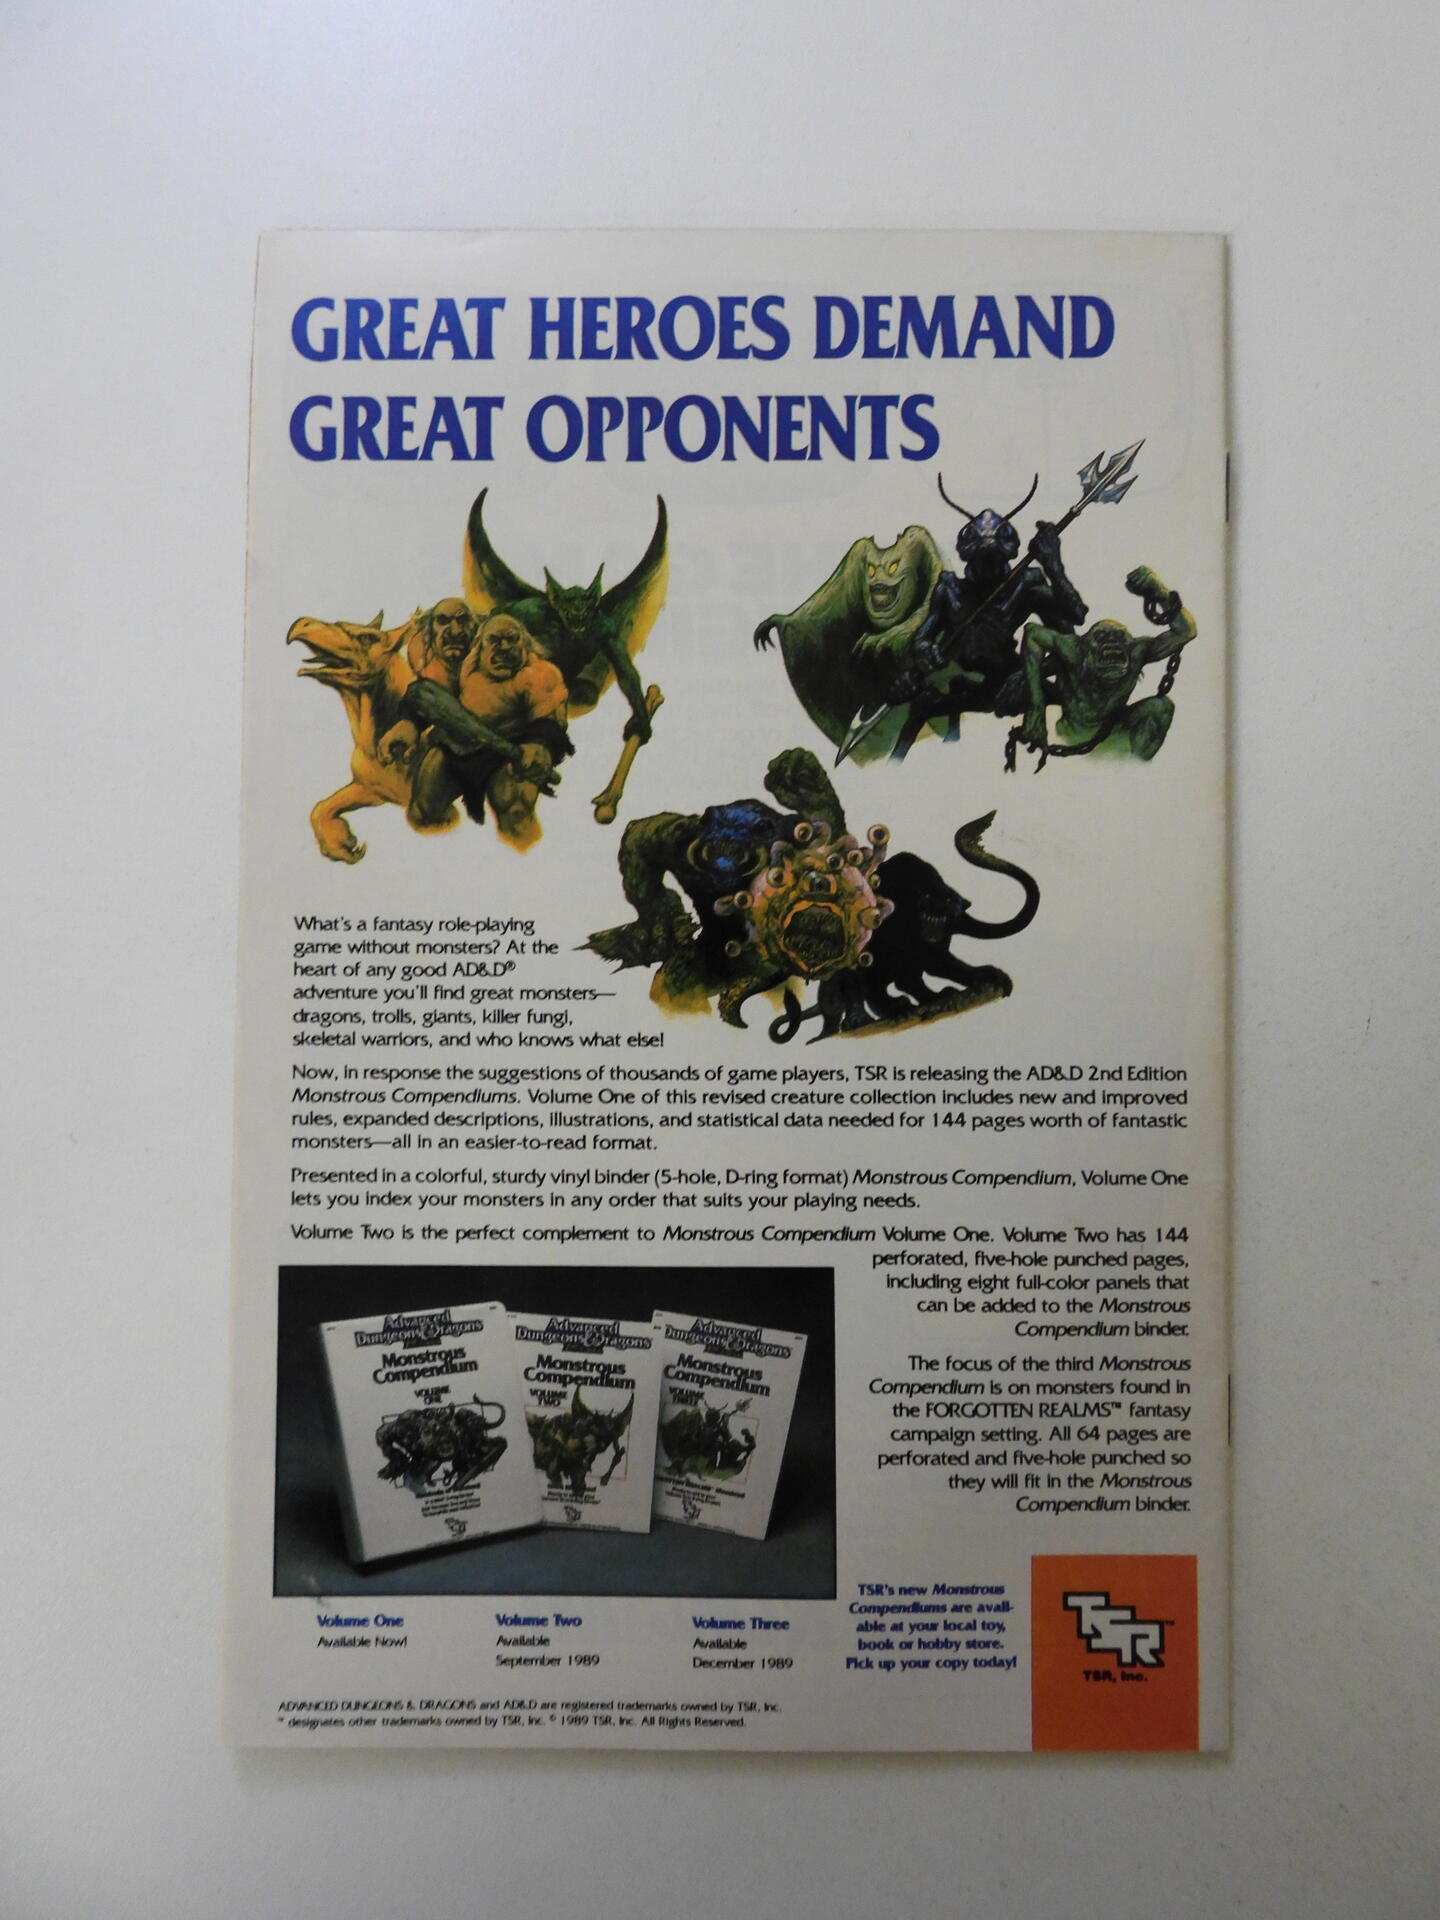 GREAT HEROES DEMAND
GREAT OPPONENTS
What's a fantasy role-playing
game without monsters? At the
heart of any good AD&D®
adventure you'll find great monsters—
dragons, trolls, giants, killer fungi,
skeletal warriors, and who knows what else!
Now, in response the suggestions of thousands of game players, TSR is releasing the AD&D 2nd Edition
Monstrous Compendiums. Volume One of this revised creature collection includes new and improved
rules, expanded descriptions, illustrations, and statistical data needed for 144 pages worth of fantastic
monsters—all in an easier-to-read format.
Presented in a colorful, sturdy vinyl binder (5-hole, D-ring format) Monstrous Compendium, Volume One
lets you index your monsters in any order that suits your playing needs.
Volume Two is the perfect complement to Monstrous Compendium Volume One. Volume Two has 144
perforated, five-hole punched pages,
including eight full-color panels that
can be added to the Monstrous
Compendium binder.
The focus of the third Monstrous
Compendium is on monsters found in
the FORGOTTEN REALMS™ fantasy
campaign setting. All 64 pages are
perforated and five-hole punched so
they will fit in the Monstrous
Compendium binder.
Advanced
Dungeons & Dragons
Monstrous
Compendium
VOLUME
ONE
Advanced
Dungeons & Dragons
Monstrous
Compendium
VOLUME
TWO
Advanced
Dungeons & Dragons
Monstrous
Compendium
VOLUME
THREE
Volume One
Available Now!
Volume Two
Available
September 1989
Volume Three
Available
December 1989
TSR's new Monstrous
Compendiums are avail-
able at your local toy,
book or hobby store.
Pick up your copy today!
TSR™
TSR, Inc.
ADVANCED DUNGEONS & DRAGONS and AD&D are registered trademarks owned by TSR, Inc.
™ designates other trademarks owned by TSR, Inc. © 1989 TSR, Inc. All Rights Reserved.